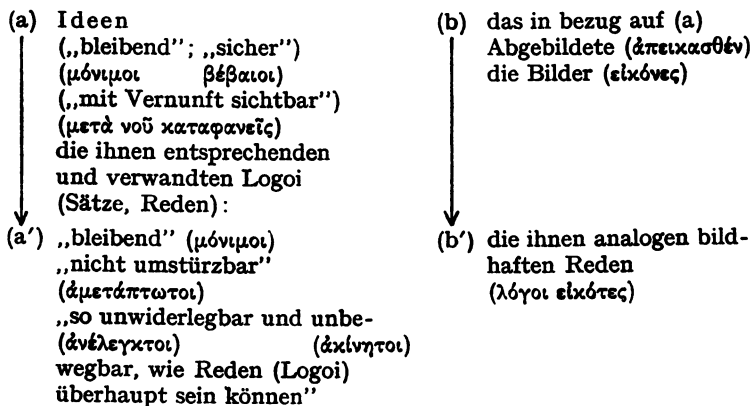 (a) Ideen
(„bleibend”; „sicher”)
(μόνιμοι βέβαιοι)
(„mit Vernunft sichtbar”)
(μετὰ νοῦ καταφανεῖς)
die ihnen entsprechenden
und verwandten Logoi
(Sätze, Reden):
(a′) „bleibend” (μόνιμοι)
„nicht umstürzbar”
(ἀμετάπτωτοι)
„so unwiderlegbar und unbe-
(ἀνέλεγκτοι) (ἀκίνητοι)
wegbar, wie Reden (Logoi)
überhaupt sein können”
(b) das in bezug auf (a)
Abgebildete (ἀπεικασθέν)
die Bilder (εἰκόνες)
(b′) die ihnen analogen bild-
haften Reden
(λόγοι εἰκότες)